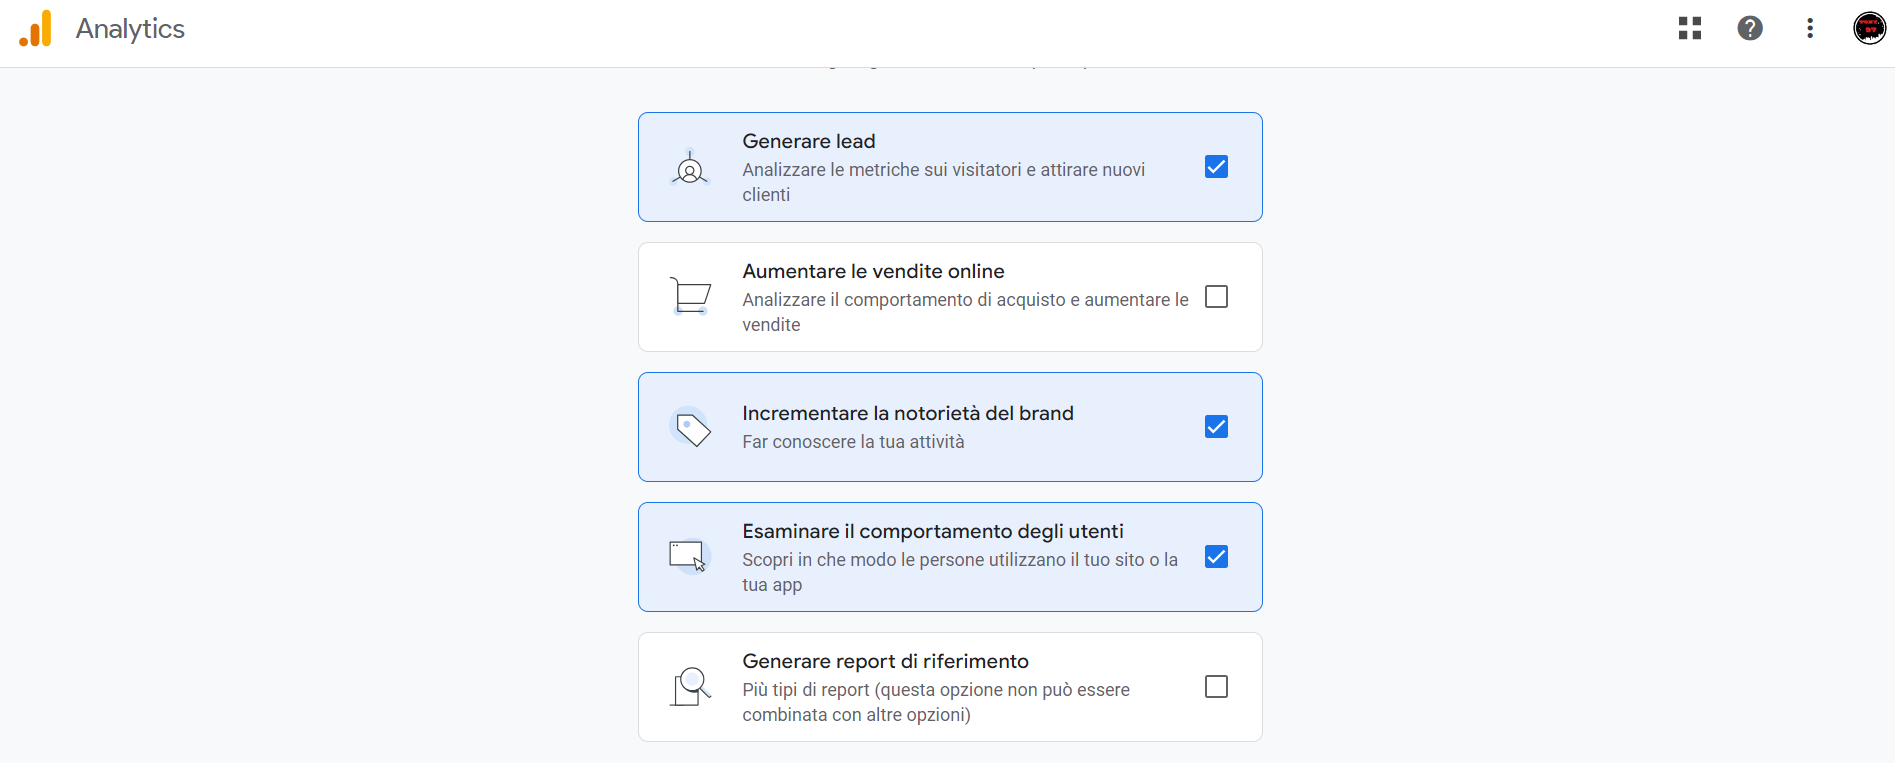 Analytics
Generare lead
Analizzare le metriche sui visitatori e attirare nuovi
clienti
Aumentare le vendite online
Analizzare il comportamento di acquisto e aumentare le
vendite
Incrementare la notorietà del brand
Far conoscere la tua attività
Esaminare il comportamento degli utenti
Scopri in che modo le persone utilizzano il tuo sito o la
tua app
Generare report di riferimento
Più tipi di report (questa opzione non può essere
combinata con altre opzioni)